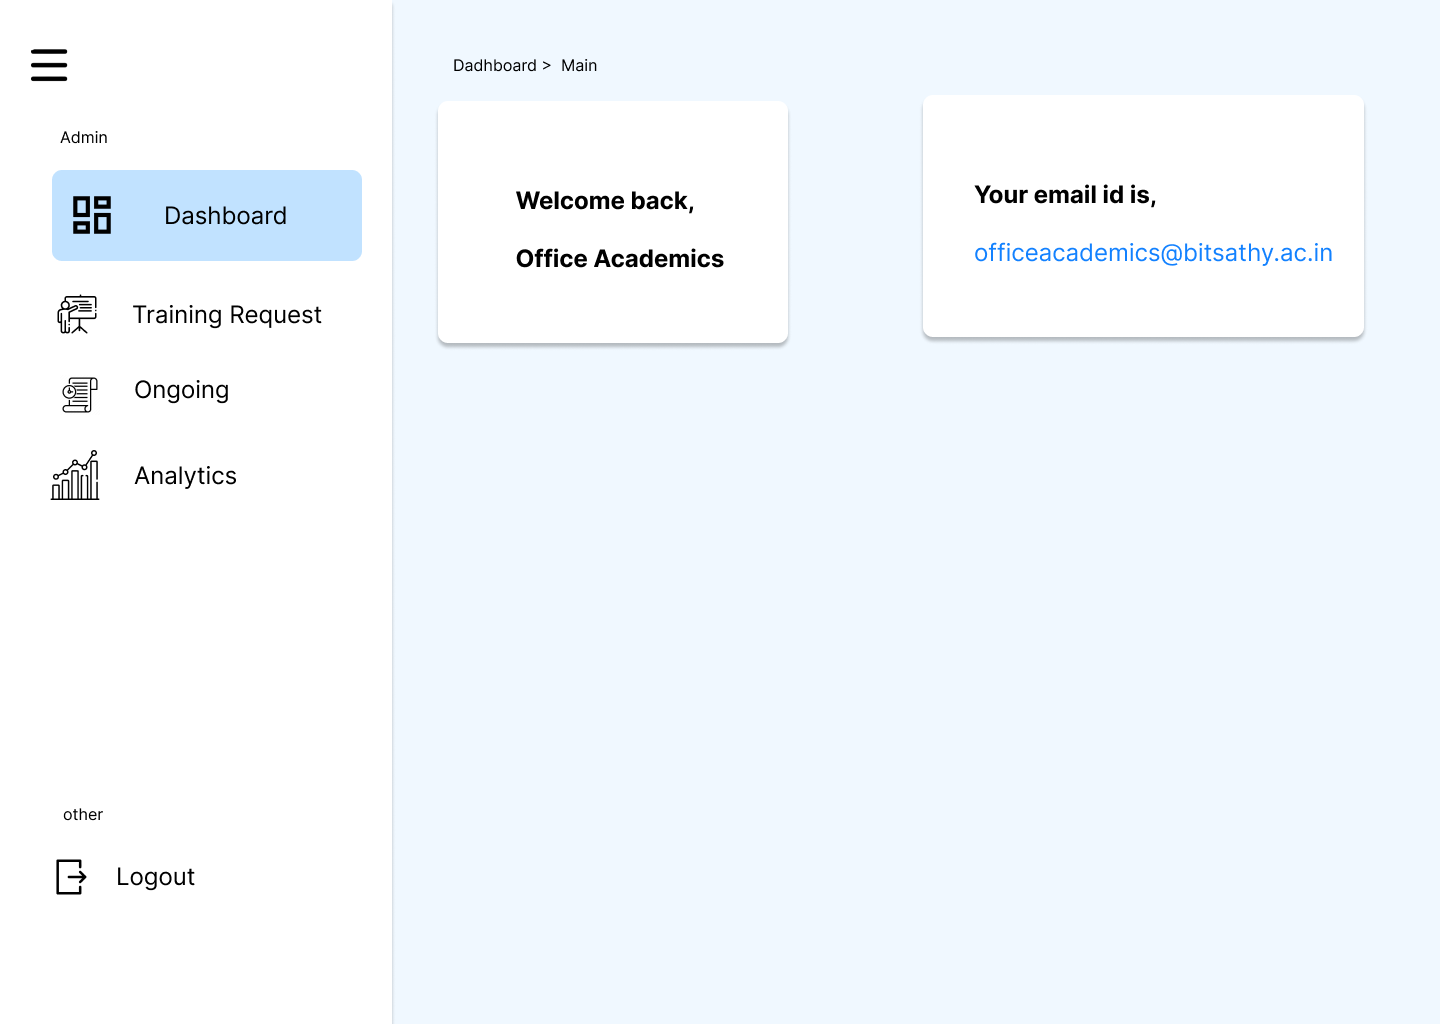 Admin
Dashboard
Training Request
Ongoing
Analytics
other
Logout
Dadhboard > Main
Welcome back,
Office Academics
Your email id is,
officeacademics@bitsathy.ac.in